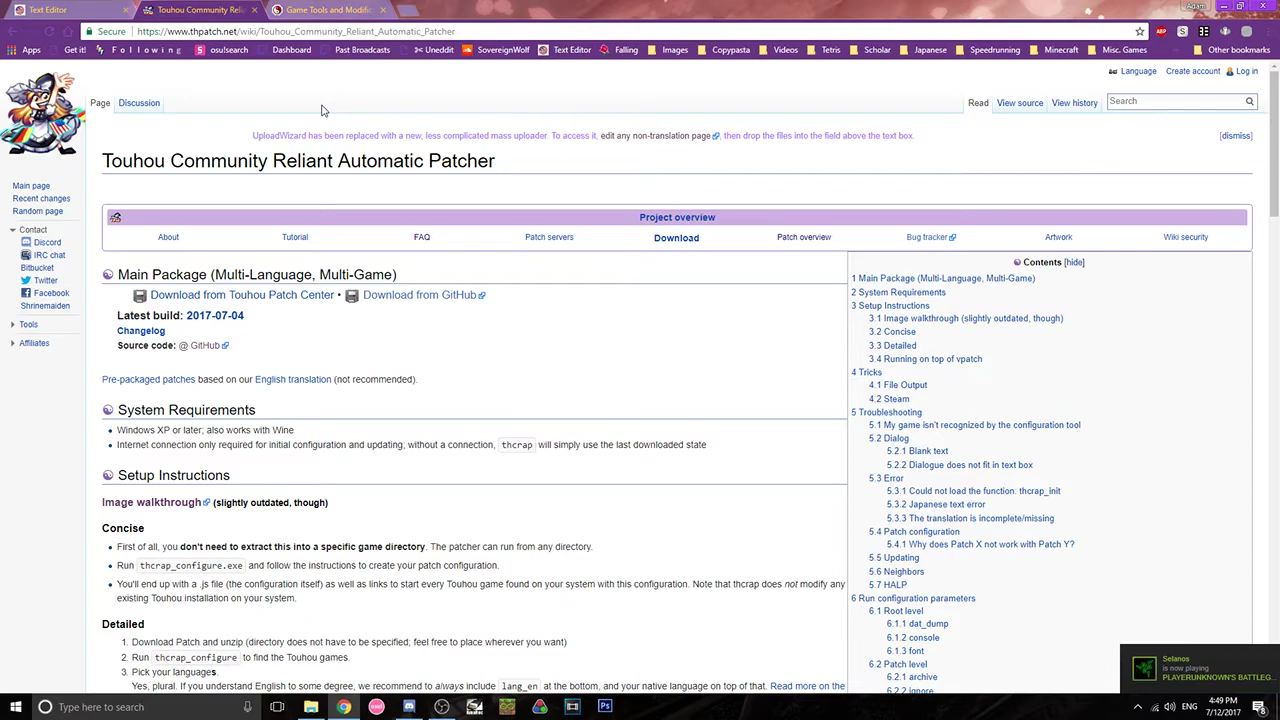 Text Editor
Touhou Community Reli
Game Tools and Modific
Adam
Secure
https://www.thpatch.net/wiki/Touhou_Community_Reliant_Automatic_Patcher
Apps
Get it!
F o l l o w i n g
osu!search
Dashboard
Past Broadcasts
Uneddit
SovereignWolf
Text Editor
Falling
Images
Copypasta
Videos
Tetris
Scholar
Japanese
Speedrunning
Minecraft
Misc. Games
Other bookmarks
Language
Create account
Log in
Page
Discussion
Read
View source
View history
Search
UploadWizard has been replaced with a new, less complicated mass uploader. To access it, edit any non-translation page, then drop the files into the field above the text box.
[dismiss]
Touhou Community Reliant Automatic Patcher
Main page
Recent changes
Random page
Contact
Discord
IRC chat
Bitbucket
Twitter
Facebook
Shrinemaiden
Tools
Affiliates
Project overview
About
Tutorial
FAQ
Patch servers
Download
Patch overview
Bug tracker
Artwork
Wiki security
Main Package (Multi-Language, Multi-Game)
Download from Touhou Patch Center • Download from GitHub
Latest build: 2017-07-04
Changelog
Source code: @ GitHub
Pre-packaged patches based on our English translation (not recommended).
System Requirements
Windows XP or later; also works with Wine
Internet connection only required for initial configuration and updating; without a connection, thcrap will simply use the last downloaded state
Setup Instructions
Image walkthrough (slightly outdated, though)
Concise
First of all, you don't need to extract this into a specific game directory. The patcher can run from any directory.
Run thcrap_configure.exe and follow the instructions to create your patch configuration.
You'll end up with a .js file (the configuration itself) as well as links to start every Touhou game found on your system with this configuration. Note that thcrap does not modify any
existing Touhou installation on your system.
Detailed
1. Download Patch and unzip (directory does not have to be specified; feel free to place wherever you want)
2. Run thcrap_configure to find the Touhou games.
3. Pick your languages.
Yes, plural. If you understand English to some degree, we recommend to always include lang_en at the bottom, and your native language on top of that. Read more on the
Contents [hide]
1 Main Package (Multi-Language, Multi-Game)
2 System Requirements
3 Setup Instructions
3.1 Image walkthrough (slightly outdated, though)
3.2 Concise
3.3 Detailed
3.4 Running on top of vpatch
4 Tricks
4.1 File Output
4.2 Steam
5 Troubleshooting
5.1 My game isn't recognized by the configuration tool
5.2 Dialog
5.2.1 Blank text
5.2.2 Dialogue does not fit in text box
5.3 Error
5.3.1 Could not load the function: thcrap_init
5.3.2 Japanese text error
5.3.3 The translation is incomplete/missing
5.4 Patch configuration
5.4.1 Why does Patch X not work with Patch Y?
5.5 Updating
5.6 Neighbors
5.7 HALP
6 Run configuration parameters
6.1 Root level
6.1.1 dat_dump
6.1.2 console
6.1.3 font
6.2 Patch level
6.2.1 archive
6.2.2 ignore
Selanos
is now playing
PLAYERUNKNOWN'S BATTLEG...
Type here to search
ENG
4:49 PM
7/12/2017